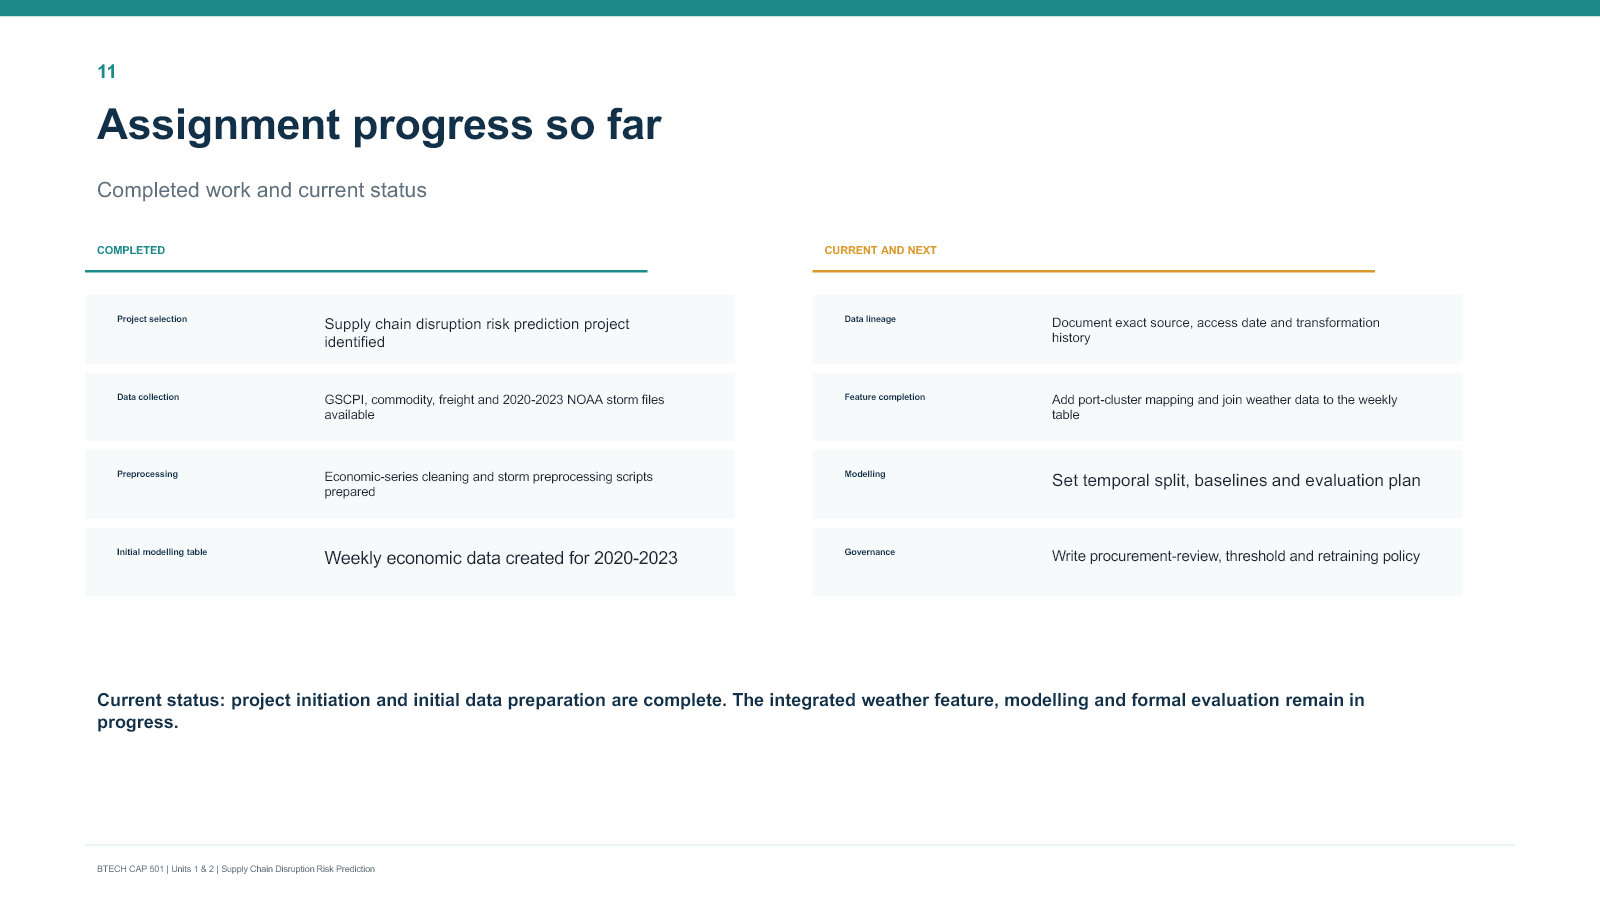 11
Assignment progress so far
Completed work and current status
COMPLETED
Project selection
Supply chain disruption risk prediction project
identified
Data collection
GSCPI, commodity, freight and 2020-2023 NOAA storm files
available
Preprocessing
Economic-series cleaning and storm preprocessing scripts
prepared
Initial modelling table
Weekly economic data created for 2020-2023
CURRENT AND NEXT
Data lineage
Document exact source, access date and transformation
history
Feature completion
Add port-cluster mapping and join weather data to the weekly
table
Modelling
Set temporal split, baselines and evaluation plan
Governance
Write procurement-review, threshold and retraining policy
Current status: project initiation and initial data preparation are complete. The integrated weather feature, modelling and formal evaluation remain in
progress.
BTECH CAP 501 | Units 1 & 2 | Supply Chain Disruption Risk Prediction